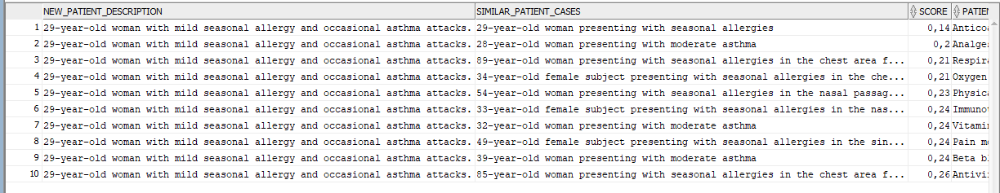 NEW_PATIENT_DESCRIPTION SIMILAR_PATIENT_CASES SCORE
1 29-year-old woman with mild seasonal allergy and occasional asthma attacks. 29-year-old woman presenting with seasonal allergies 0,14
2 29-year-old woman with mild seasonal allergy and occasional asthma attacks. 28-year-old woman presenting with moderate asthma 0,2
3 29-year-old woman with mild seasonal allergy and occasional asthma attacks. 89-year-old woman presenting with seasonal allergies in the chest area f... 0,21
4 29-year-old woman with mild seasonal allergy and occasional asthma attacks. 34-year-old female subject presenting with seasonal allergies in the che... 0,21 Oxygen
5 29-year-old woman with mild seasonal allergy and occasional asthma attacks. 54-year-old woman presenting with seasonal allergies in the nasal passag... 0,23
6 29-year-old woman with mild seasonal allergy and occasional asthma attacks. 33-year-old female subject presenting with seasonal allergies in the nas... 0,24
7 29-year-old woman with mild seasonal allergy and occasional asthma attacks. 32-year-old woman presenting with moderate asthma 0,24
8 29-year-old woman with mild seasonal allergy and occasional asthma attacks. 49-year-old female subject presenting with seasonal allergies in the sin... 0,24 Pain
9 29-year-old woman with mild seasonal allergy and occasional asthma attacks. 39-year-old woman presenting with moderate asthma 0,24 Beta
10 29-year-old woman with mild seasonal allergy and occasional asthma attacks. 85-year-old woman presenting with seasonal allergies in the chest area f... 0,26